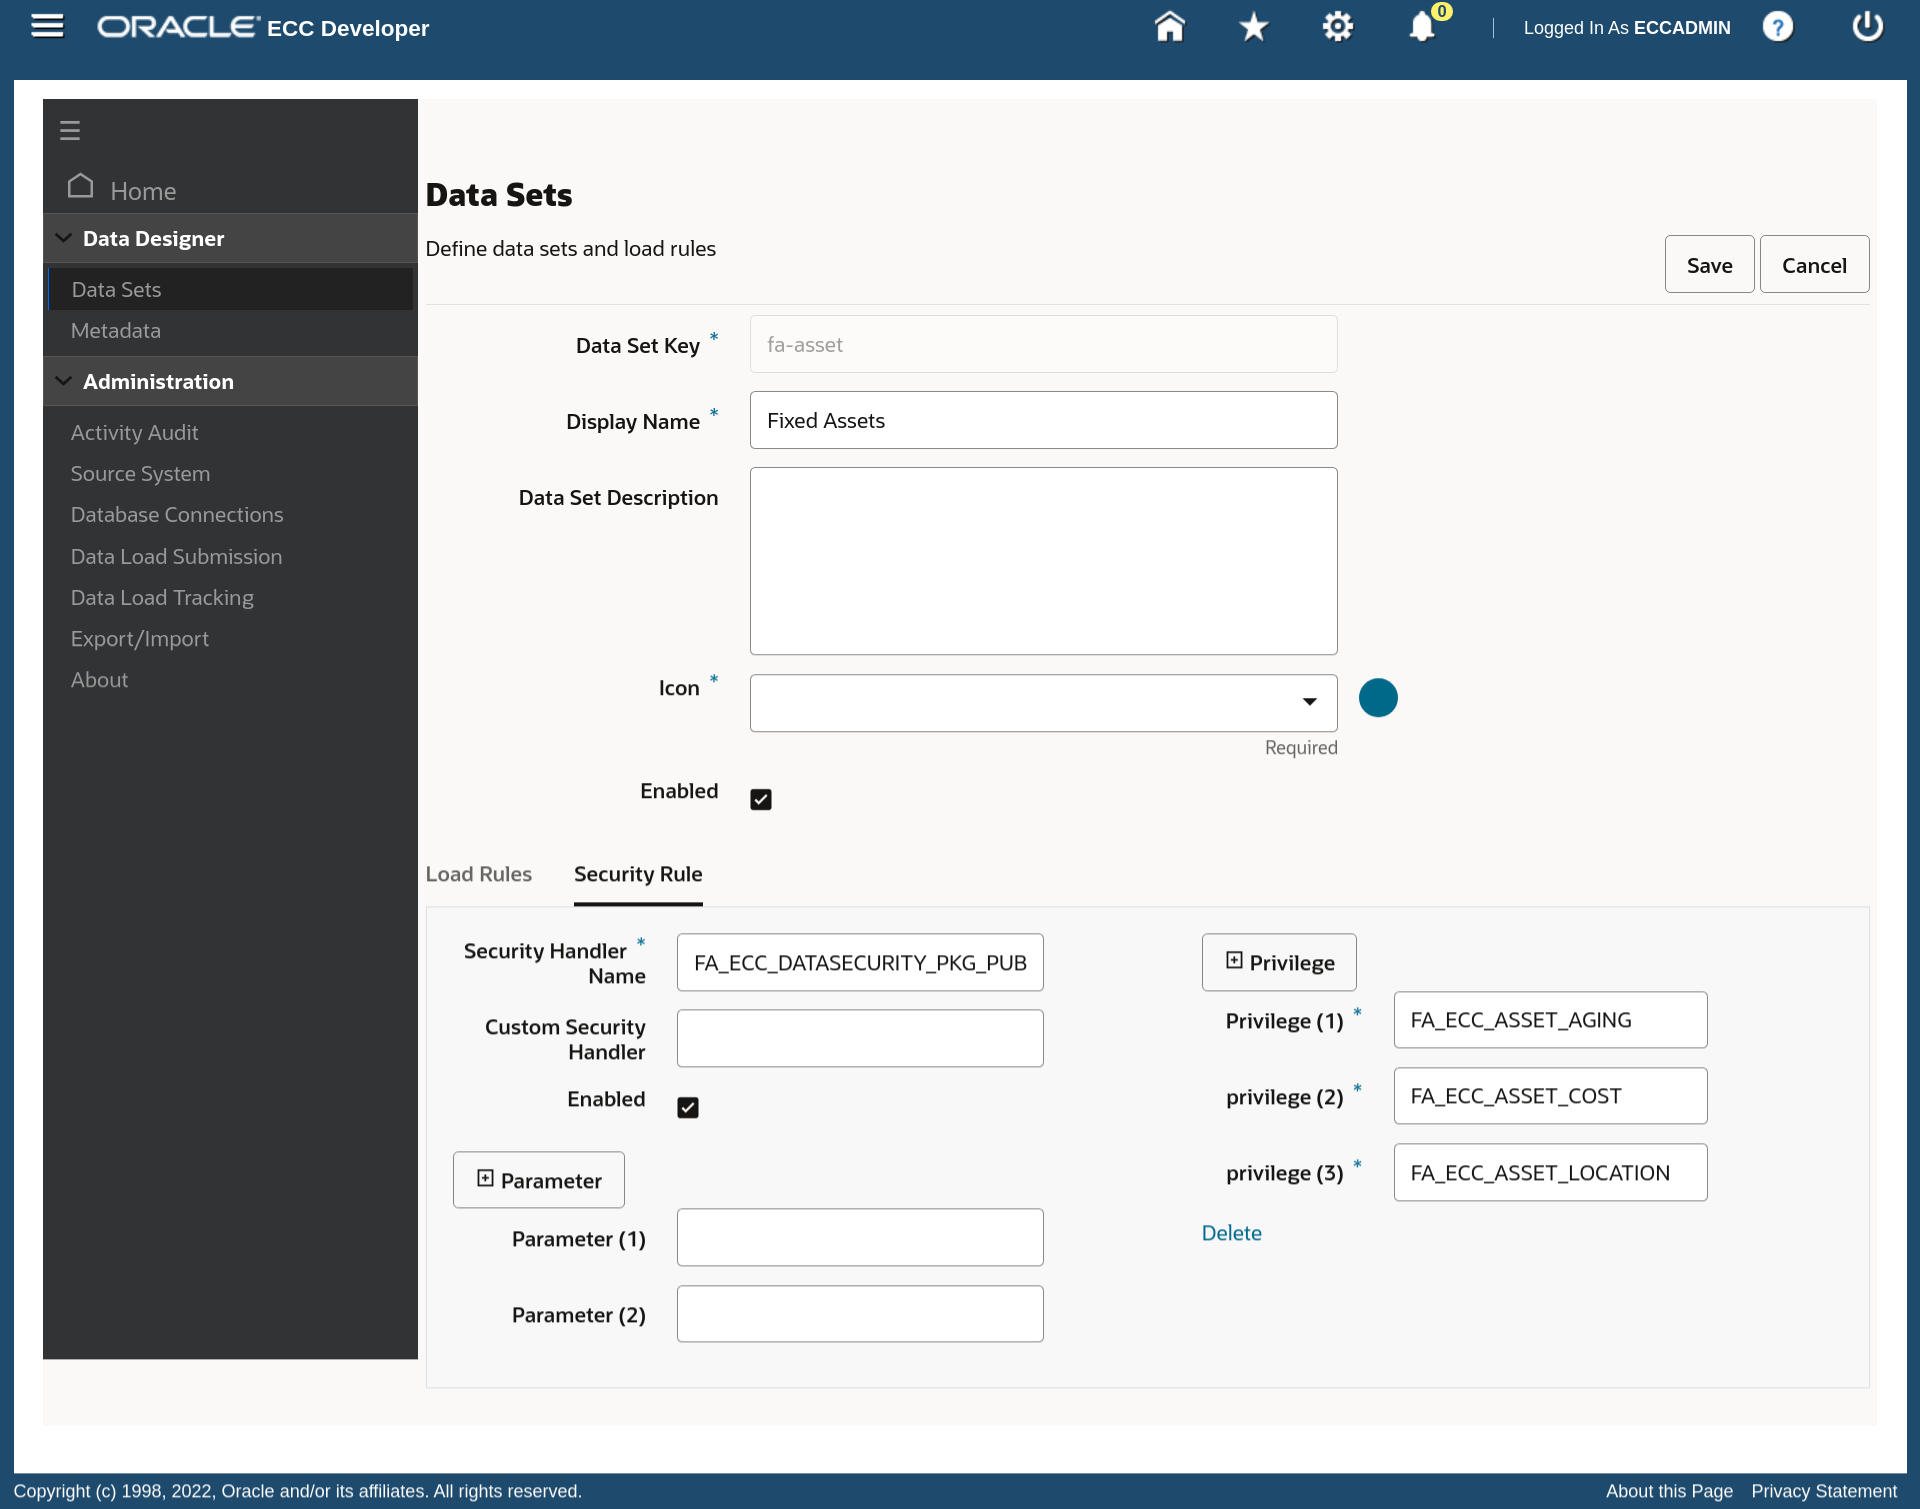 ORACLE ECC Developer
0
Logged In As ECCADMIN
?
Home
Data Designer
Data Sets
Metadata
Administration
Activity Audit
Source System
Database Connections
Data Load Submission
Data Load Tracking
Export/Import
About
Data Sets
Define data sets and load rules
Save
Cancel
Data Set Key *
fa-asset
Display Name *
Fixed Assets
Data Set Description
Icon *
Required
Enabled
Load Rules
Security Rule
Security Handler *
Name
FA_ECC_DATASECURITY_PKG_PUB
Custom Security
Handler
Enabled
Parameter
Parameter (1)
Parameter (2)
Privilege
Privilege (1) *
FA_ECC_ASSET_AGING
privilege (2) *
FA_ECC_ASSET_COST
privilege (3) *
FA_ECC_ASSET_LOCATION
Delete
Copyright (c) 1998, 2022, Oracle and/or its affiliates. All rights reserved.
About this Page Privacy Statement